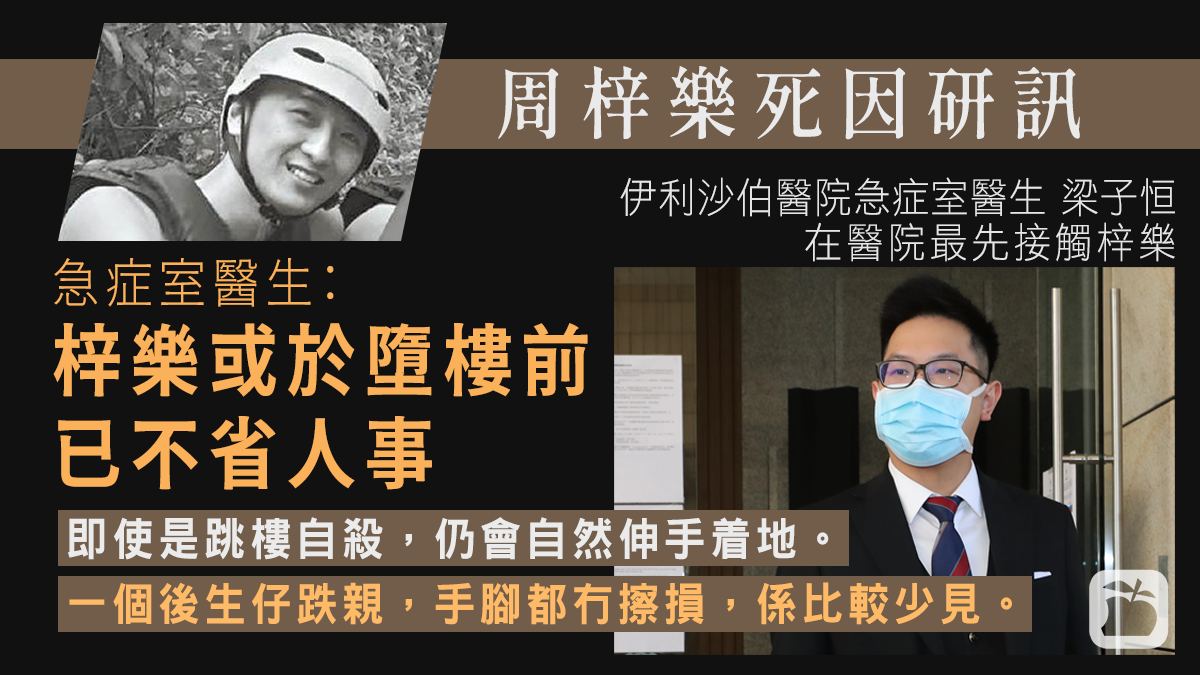 周梓樂死因研訊
伊利沙伯醫院急症室醫生 梁子恒
在醫院最先接觸梓樂
急症室醫生：
梓樂或於墮樓前
已不省人事
即使是跳樓自殺，仍會自然伸手着地。
一個後生仔跌親，手腳都冇擦損，係比較少見。